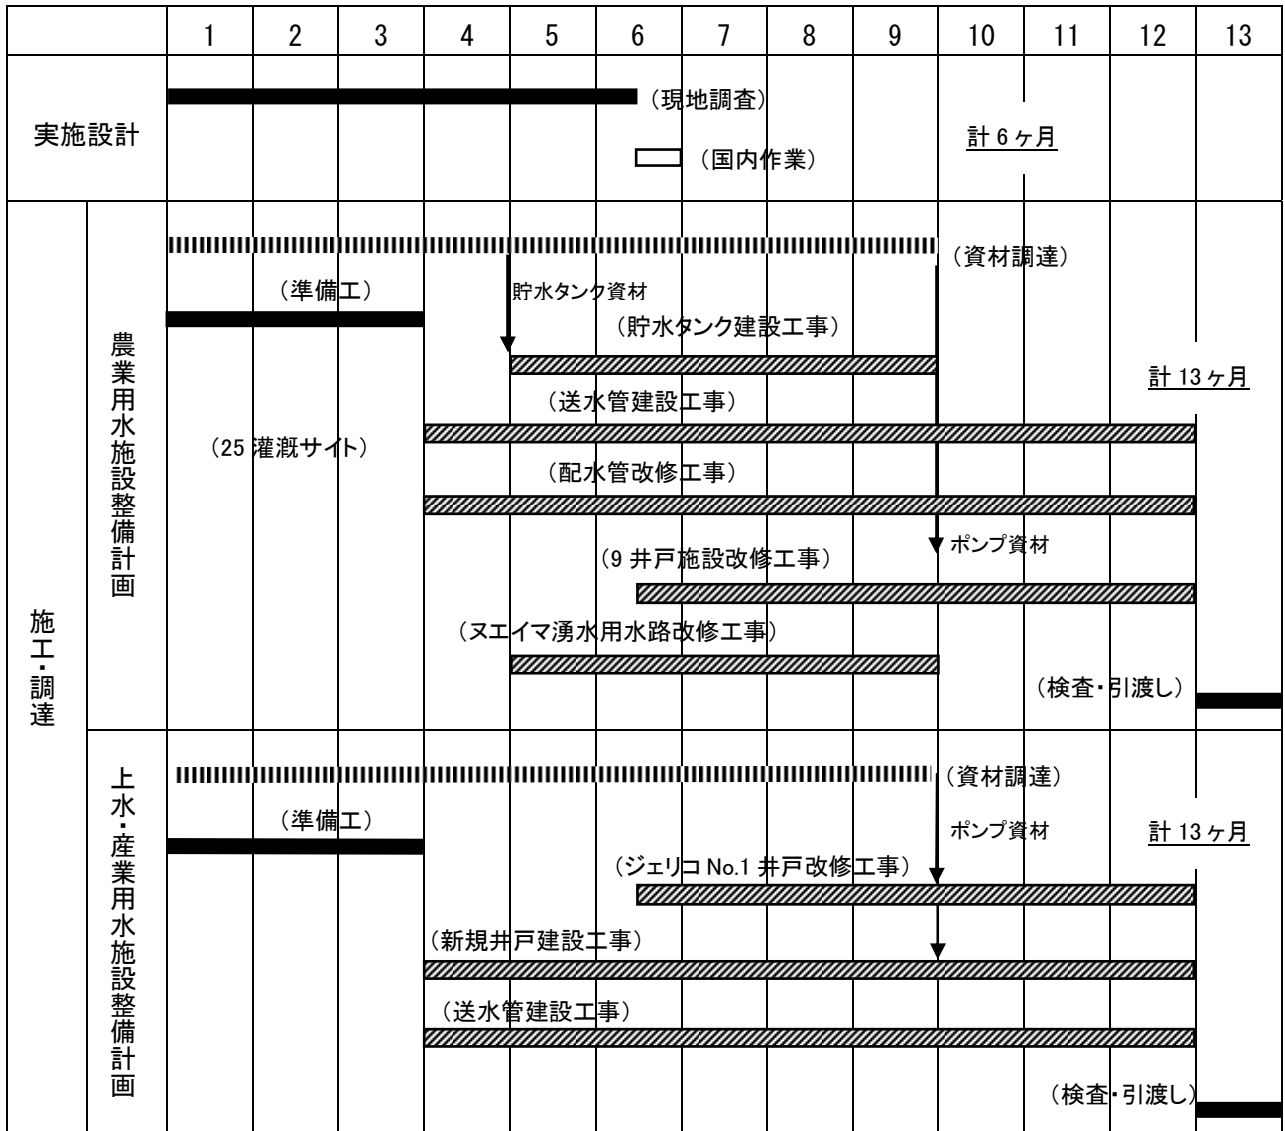 1 2 3 4 5 6 7 8 9 10 11 12 13
実施設計
(現地調査)
計 6 ヶ月
(国内作業)
施工・調達
農業用水施設整備計画
(資材調達)
(準備工)
貯水タンク資材
(貯水タンク建設工事)
計 13 ヶ月
(送水管建設工事)
(25 灌漑サイト)
(配水管改修工事)
ポンプ資材
(9 井戸施設改修工事)
(ヌエイマ湧水用水路改修工事)
(検査・引渡し)
上水・産業用水施設整備計画
(資材調達)
(準備工)
ポンプ資材
計 13 ヶ月
(ジェリコ No.1 井戸改修工事)
(新規井戸建設工事)
(送水管建設工事)
(検査・引渡し)